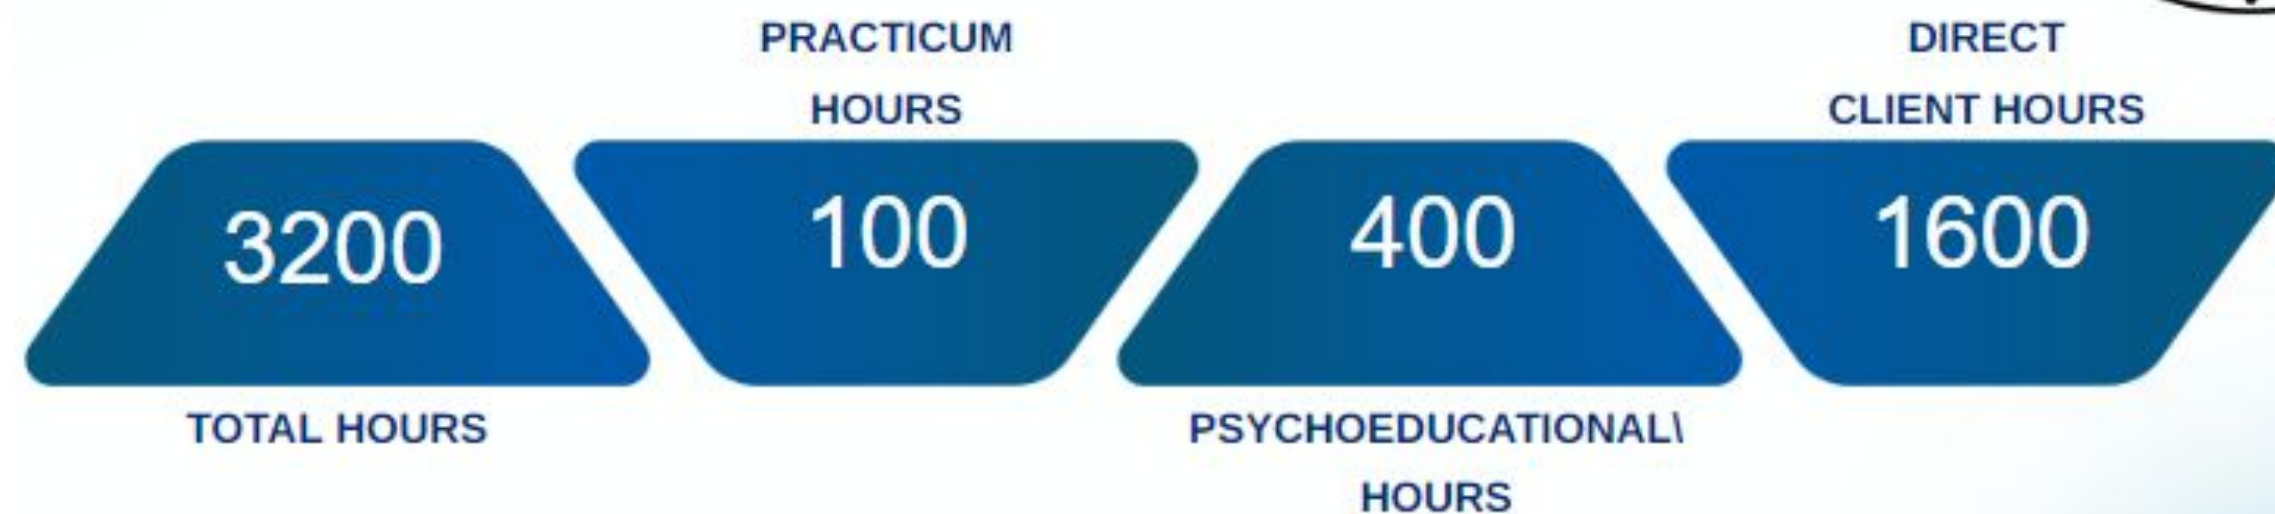 3200
TOTAL HOURS
PRACTICUM
HOURS
100
400
PSYCHOEDUCATIONAL\
HOURS
DIRECT
CLIENT HOURS
1600